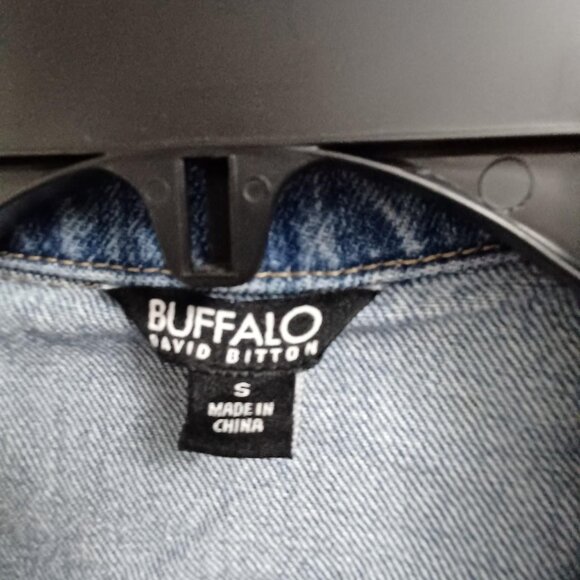 BUFFALO
DAVID BITTON
S
MADE IN
CHINA